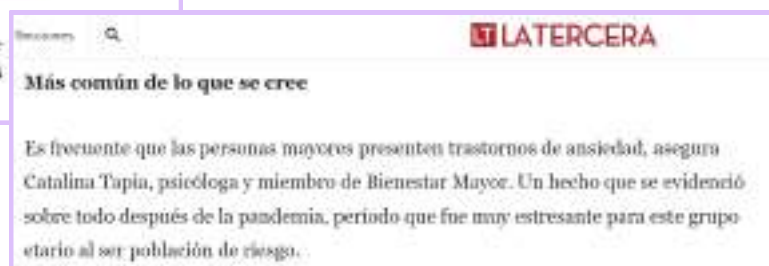 Secciones
LT LATERCERA
Más común de lo que se cree
Es frecuente que las personas mayores presenten trastornos de ansiedad, asegura
Catalina Tapia, psicóloga y miembro de Bienestar Mayor. Un hecho que se evidenció
sobre todo después de la pandemia, período que fue muy estresante para este grupo
etario al ser población de riesgo.